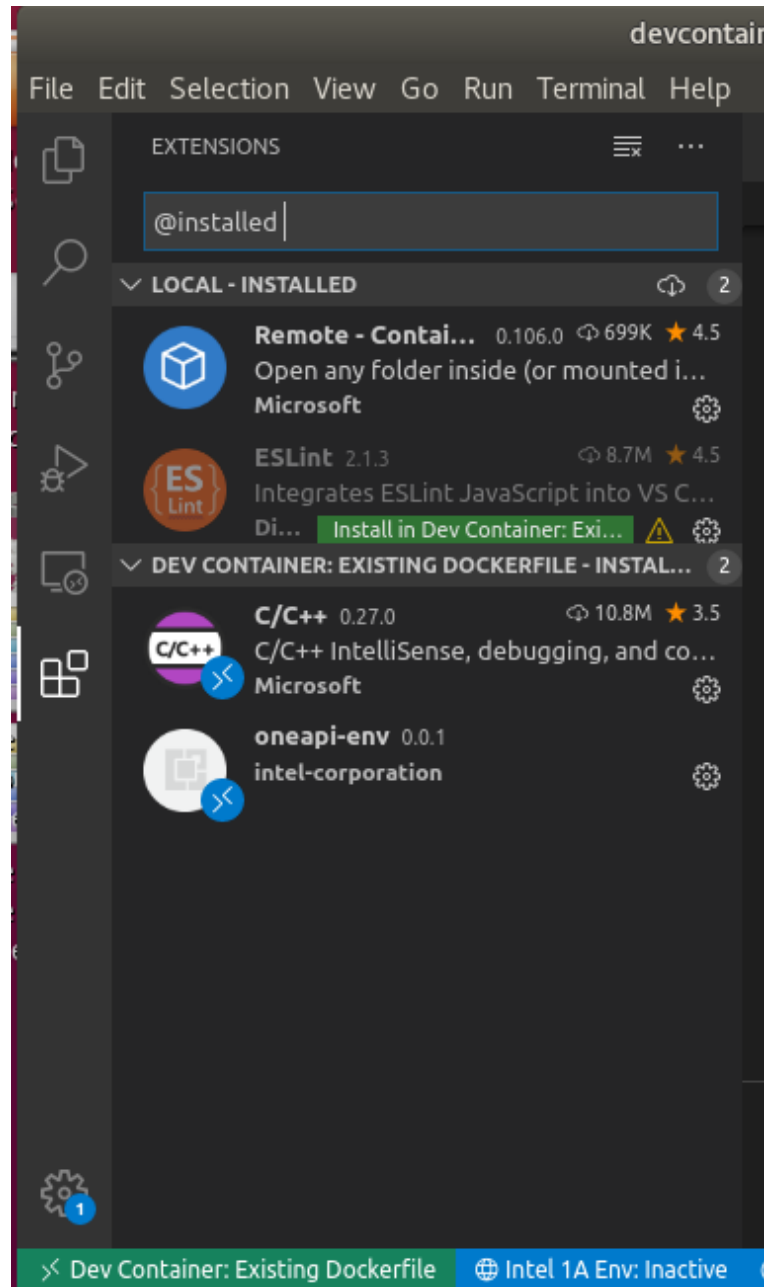 devcontain
File Edit Selection View Go Run Terminal Help
EXTENSIONS
@installed
LOCAL - INSTALLED 2
Remote - Contai... 0.106.0 699K 4.5
Open any folder inside (or mounted i...
Microsoft
ES Lint
ESLint 2.1.3 8.7M 4.5
Integrates ESLint JavaScript into VS C...
Di... Install in Dev Container: Exi...
DEV CONTAINER: EXISTING DOCKERFILE - INSTAL... 2
C/C++
C/C++ 0.27.0 10.8M 3.5
C/C++ IntelliSense, debugging, and co...
Microsoft
oneapi-env 0.0.1
intel-corporation
1
Dev Container: Existing Dockerfile Intel 1A Env: Inactive